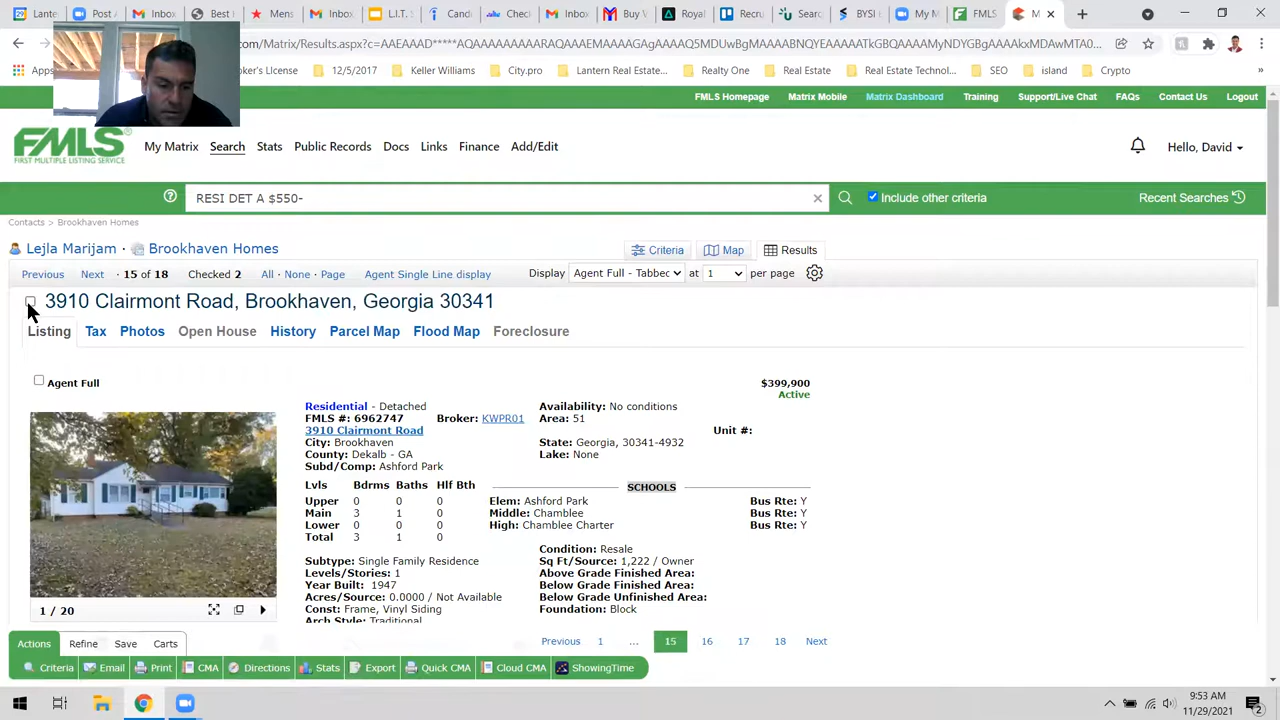 Lante
Post A
Inbox
Best
Mens
Inbox
Inbox
L.I.T. S
Candi
Inbox
Buy
Royal
Recr
Sear
My M
FMLS
M
/Matrix/Results.aspx?c=AAEAAAD*****AQAAAAAAAAARAQAAAEMAAAAGAgAAAAQ5MDUwBgMAAAABNQYEAAAABTkGBQAAAAMyNDYGBgAAAAkxMDAwMTA0...
Apps
ker's License
12/5/2017
Keller Williams
City.pro
Lantern Real Estate...
Realty One
Real Estate
Real Estate Technol...
SEO
island
Crypto
FMLS Homepage
Matrix Mobile
Matrix Dashboard
Training
Support/Live Chat
FAQs
Contact Us
Logout
FMLS®
FIRST MULTIPLE LISTING SERVICE
My Matrix
Search
Stats
Public Records
Docs
Links
Finance
Add/Edit
Hello, David
RESI DET A $550-
Include other criteria
Recent Searches
Contacts > Brookhaven Homes
Lejla Marijam · Brookhaven Homes
Criteria
Map
Results
Previous Next · 15 of 18 Checked 2 All · None · Page Agent Single Line display
Display Agent Full - Tabbec at 1 per page
3910 Clairmont Road, Brookhaven, Georgia 30341
Listing Tax Photos Open House History Parcel Map Flood Map Foreclosure
Agent Full
$399,900
Active
Residential - Detached
Availability: No conditions
FMLS #: 6962747 Broker: KWPR01 Area: 51
3910 Clairmont Road
Unit #:
City: Brookhaven
State: Georgia, 30341-4932
County: Dekalb - GA
Lake: None
Subd/Comp: Ashford Park
Lvls Bdrms Baths Hlf Bth
SCHOOLS
Upper 0 0 0
Elem: Ashford Park Bus Rte: Y
Main 3 1 0
Middle: Chamblee Bus Rte: Y
Lower 0 0 0
High: Chamblee Charter Bus Rte: Y
Total 3 1 0
Condition: Resale
Subtype: Single Family Residence
Sq Ft/Source: 1,222 / Owner
Levels/Stories: 1
Above Grade Finished Area:
Year Built: 1947
Below Grade Finished Area:
Acres/Source: 0.0000 / Not Available
Below Grade Unfinished Area:
Const: Frame, Vinyl Siding
Foundation: Block
Arch Style: Traditional
1 / 20
Actions Refine Save Carts
Previous 1 ... 15 16 17 18 Next
Criteria Email Print CMA Directions Stats Export Quick CMA Cloud CMA ShowingTime
9:53 AM
11/29/2021
2